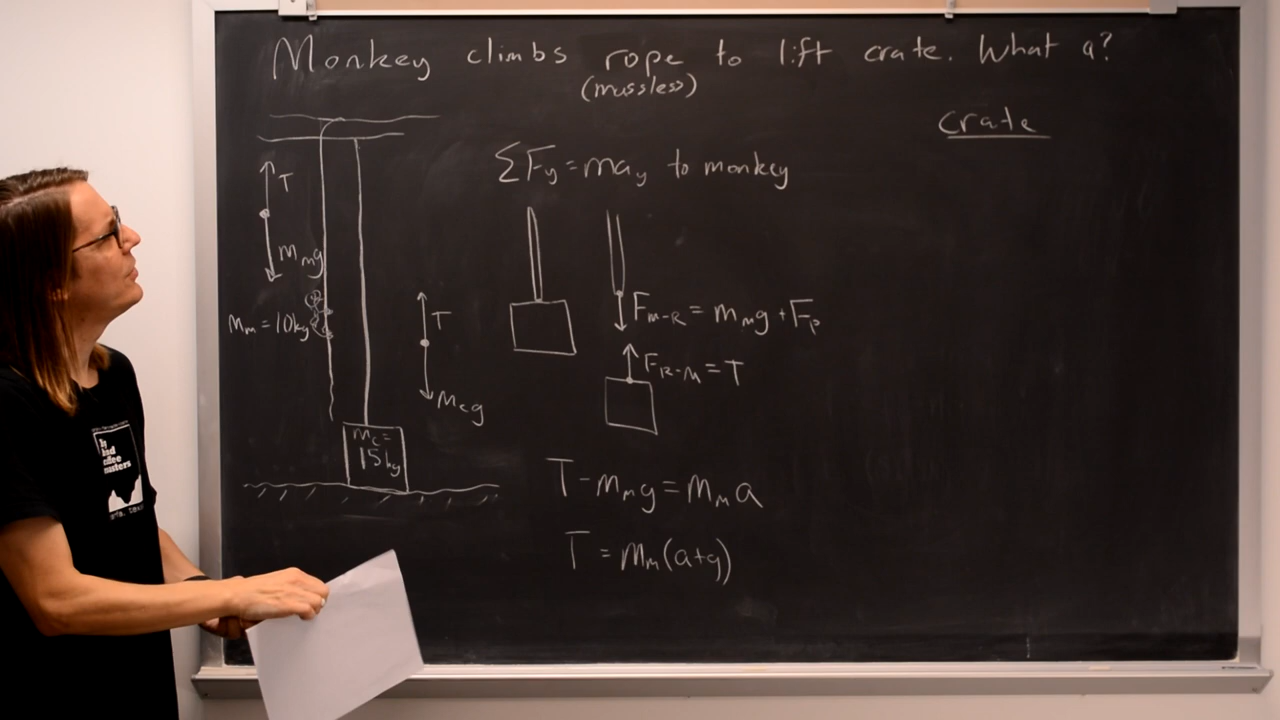 Monkey climbs rope to lift crate. What a?
(massless)
crate
ΣFy=may to monkey
T
Mmg
Mm=10kg
T
Mcg
mc=
15kg
Fm-R=mmg+Fp
FR-M=T
T-mmg=mma
T=mm(a+g)